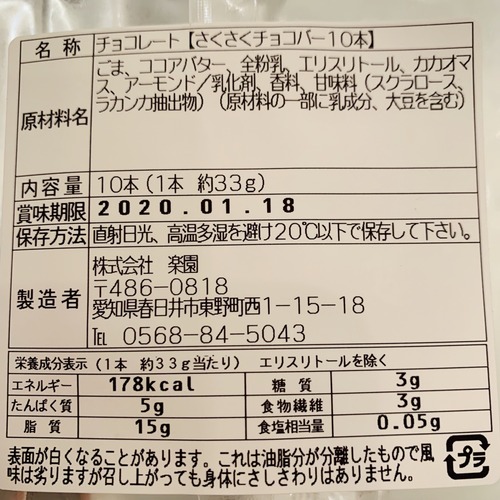 名称 チョコレート【さくさくチョコバー10本】
原材料名 ごま、ココアバター、全粉乳、エリスリトール、カカオマ
ス、アーモンド/乳化剤、香料、甘味料(スクラロース、
ラカンカ抽出物)(原材料の一部に乳成分、大豆を含む)
内容量 10本(1本 約33g)
賞味期限 2020.01.18
保存方法 直射日光、高温多湿を避け20℃以下で保存して下さい。
製造者 株式会社 楽園
〒486-0818
愛知県春日井市東野町西1-15-18
℡ 0568-84-5043
栄養成分表示(1本 約33g当たり) エリスリトールを除く
エネルギー 178kcal 糖質 3g
たんぱく質 5g 食物繊維 3g
脂質 15g 食塩相当量 0.05g
表面が白くなることがあります。これは油脂分が分離したもので風
味は劣りますが召し上がっても身体にさしさわりはありません。
プラ